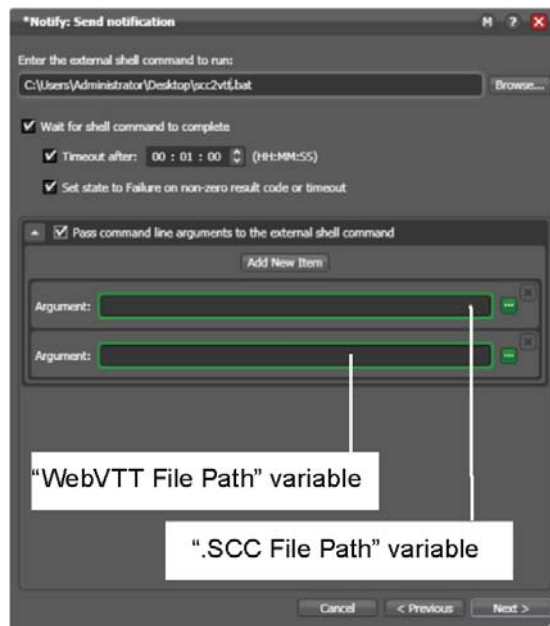 *Notify: Send notification M ? X
Enter the external shell command to run:
C:\Users\Administrator\Desktop\scc2vtt.bat Browse...
Wait for shell command to complete
Timeout after: 00 : 01 : 00 (HH:MM:SS)
Set state to Failure on non-zero result code or timeout
Pass command line arguments to the external shell command
Add New Item
Argument:
Argument:
“WebVTT File Path” variable
“.SCC File Path” variable
Cancel < Previous Next >